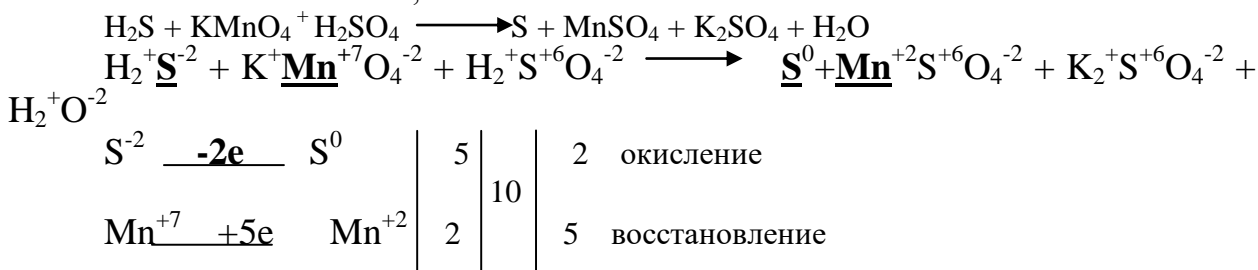 H₂S + KMnO₄ ⁺ H₂SO₄ ⟶ S + MnSO₄ + K₂SO₄ + H₂O
H₂⁺S⁻² + K⁺Mn⁺⁷O₄⁻² + H₂⁺S⁺⁶O₄⁻² ⟶ S⁰+Mn⁺²S⁺⁶O₄⁻² + K₂⁺S⁺⁶O₄⁻² +
H₂⁺O⁻²
S⁻² -2e S⁰ 5 2 окисление
10
Mn⁺⁷ +5e Mn⁺² 2 5 восстановление